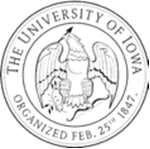 THE UNIVERSITY OF IOWA
ORGANIZED FEB. 25TH 1847.